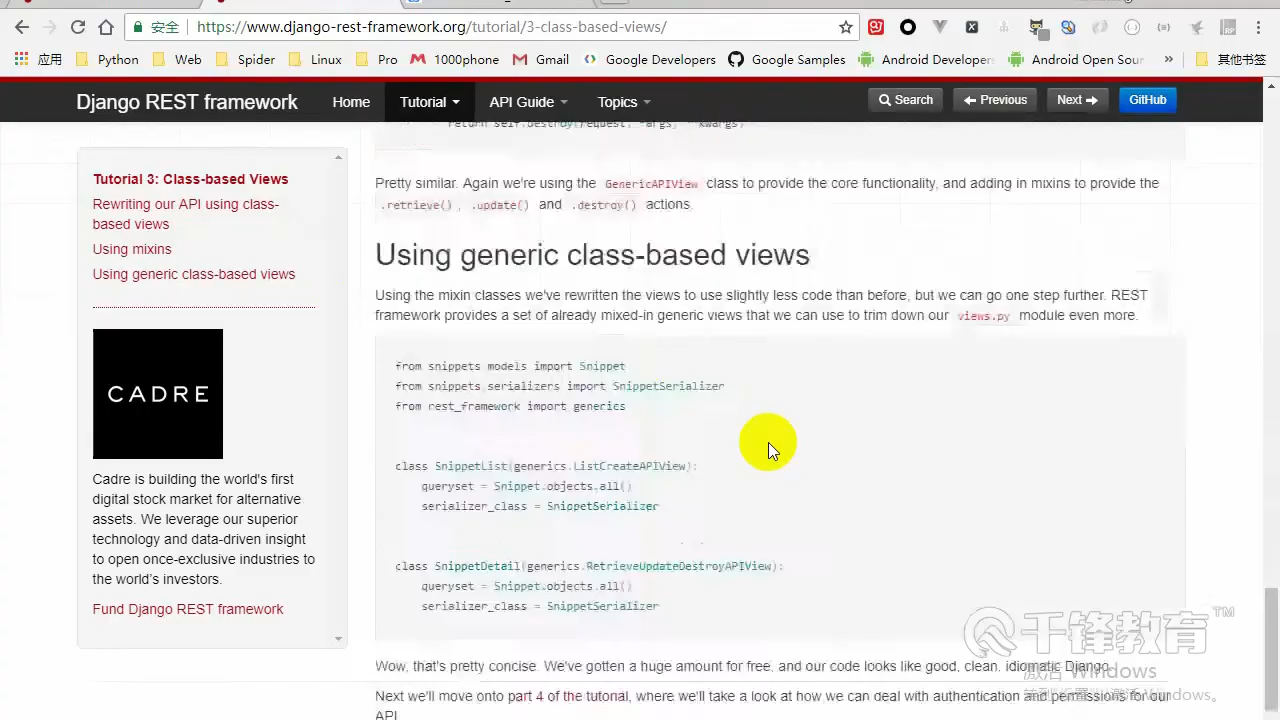 安全 https://www.django-rest-framework.org/tutorial/3-class-based-views/
应用 Python Web Spider Linux Pro 1000phone Gmail Google Developers Google Samples Android Developer Android Open Sour » 其他书签
Django REST framework Home Tutorial API Guide Topics Search Previous Next GitHub
return self.destroy(request, *args, **kwargs)
Tutorial 3: Class-based Views
Rewriting our API using class-
based views
Using mixins
Using generic class-based views
CADRE
Cadre is building the world's first
digital stock market for alternative
assets. We leverage our superior
technology and data-driven insight
to open once-exclusive industries to
the world's investors.
Fund Django REST framework
Pretty similar. Again we're using the GenericAPIView class to provide the core functionality, and adding in mixins to provide the
.retrieve() , .update() and .destroy() actions.
Using generic class-based views
Using the mixin classes we've rewritten the views to use slightly less code than before, but we can go one step further. REST
framework provides a set of already mixed-in generic views that we can use to trim down our views.py module even more.
from snippets models import Snippet
from snippets serializers import SnippetSerializer
from rest_framework import generics
class SnippetList(generics.ListCreateAPIView):
queryset = Snippet.objects.all()
serializer_class = SnippetSerializer
class SnippetDetail(generics.RetrieveUpdateDestroyAPIView):
queryset = Snippet.objects.all()
serializer_class = SnippetSerializer
千锋教育™
Wow, that's pretty concise. We've gotten a huge amount for free, and our code looks like good, clean, idiomatic Django.
激活 Windows
Next we'll move onto part 4 of the tutorial, where we'll take a look at how we can deal with authentication and permissions for our
API.